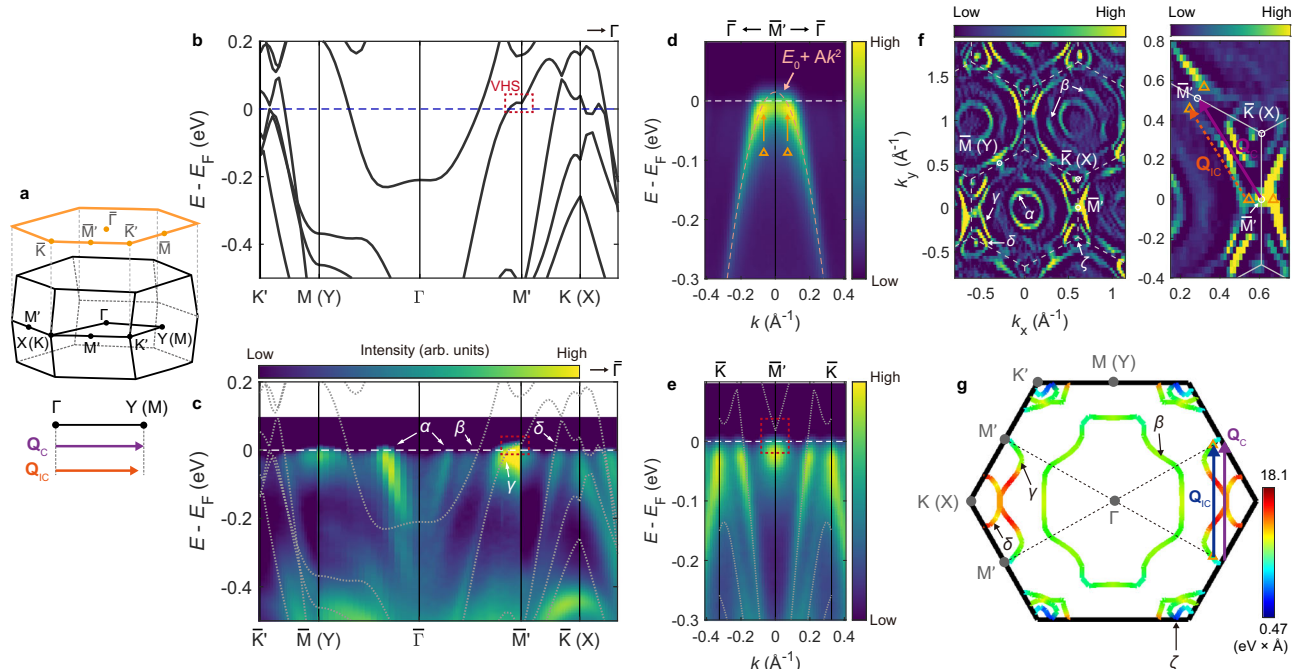 a
Γ̄
M̄'
K̄'
M̄
K̄
M'
Γ
X (K)
M'
K'
Y (M)
Γ
Y (M)
Q_C
Q_IC
b
Γ
E - E_F (eV)
0.2
0
-0.2
-0.4
VHS
K'
M (Y)
Γ
M'
K (X)
Low
Intensity (arb. units)
High
Γ̄
c
E - E_F (eV)
0.2
0
-0.2
-0.4
α
β
δ
γ
K̄'
M̄ (Y)
Γ̄
M̄'
K̄ (X)
d
Γ̄
M̄'
Γ̄
High
Low
E₀ + Ak²
E - E_F (eV)
0
-0.1
-0.2
-0.3
-0.4
-0.2
0
0.2
0.4
k (Å⁻¹)
e
K̄
M̄'
K̄
High
Low
E - E_F (eV)
0.2
0.1
0
-0.1
-0.2
-0.3
-0.4
-0.2
0
0.2
0.4
k (Å⁻¹)
f
Low
High
k_y (Å⁻¹)
1.5
1
0.5
0
-0.5
β
M̄ (Y)
K̄ (X)
M̄'
γ
α
δ
ζ
-0.5
0
0.5
1
k_x (Å⁻¹)
Low
High
0.8
0.6
0.4
0.2
0
-0.2
-0.4
M̄'
K̄ (X)
Q_IC
M̄'
0.2
0.4
0.6
g
M (Y)
K'
M'
β
Q_C
γ
Q_IC
K (X)
Γ
δ
M'
ζ
18.1
0.47
(eV × Å)